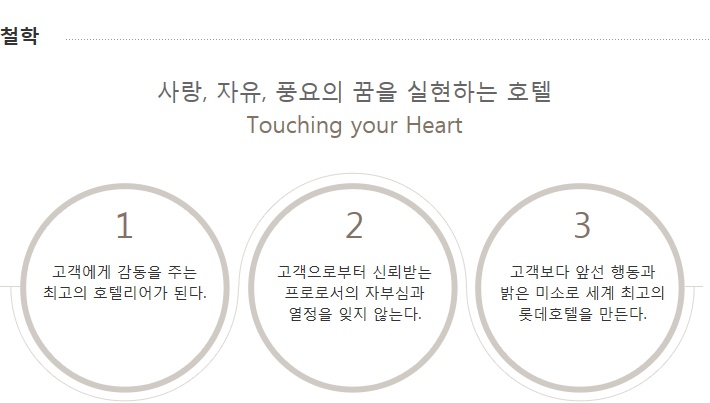 철학
사랑, 자유, 풍요의 꿈을 실현하는 호텔
Touching your Heart
1
고객에게 감동을 주는
최고의 호텔리어가 된다.
2
고객으로부터 신뢰받는
프로로서의 자부심과
열정을 잊지 않는다.
3
고객보다 앞선 행동과
밝은 미소로 세계 최고의
롯데호텔을 만든다.